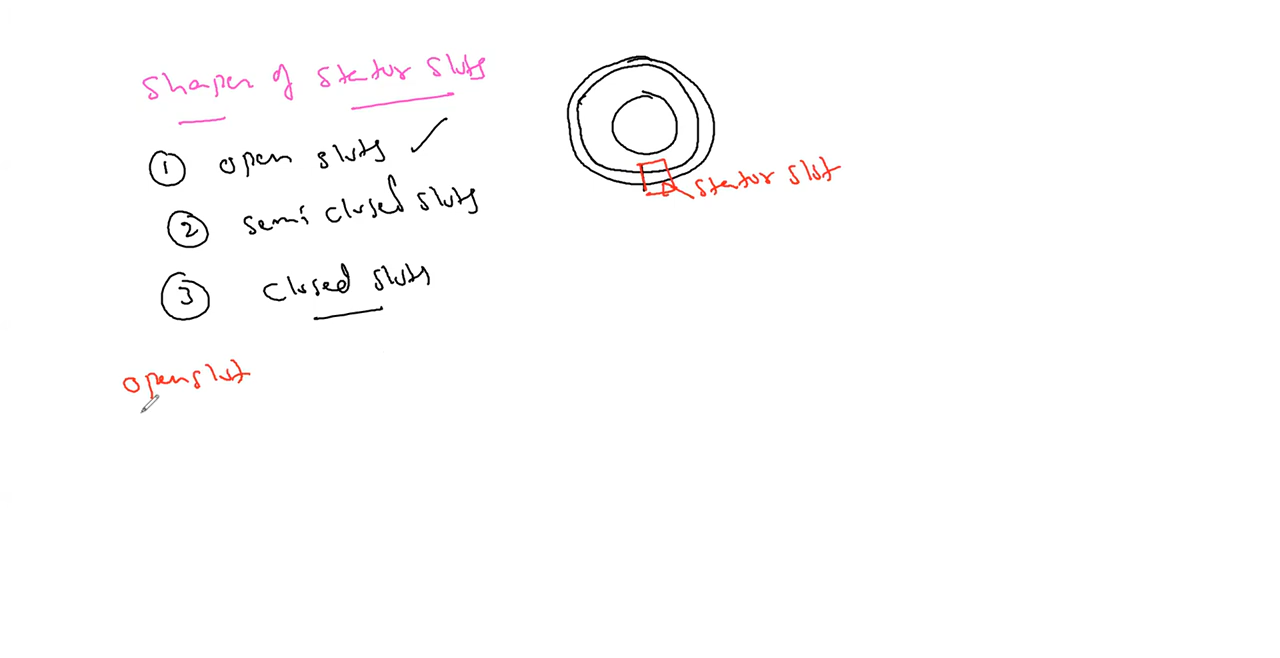 Shapes of stator slots
1 open slots ✓
2 semi closed slots
3 closed slots
stator slot
open slot